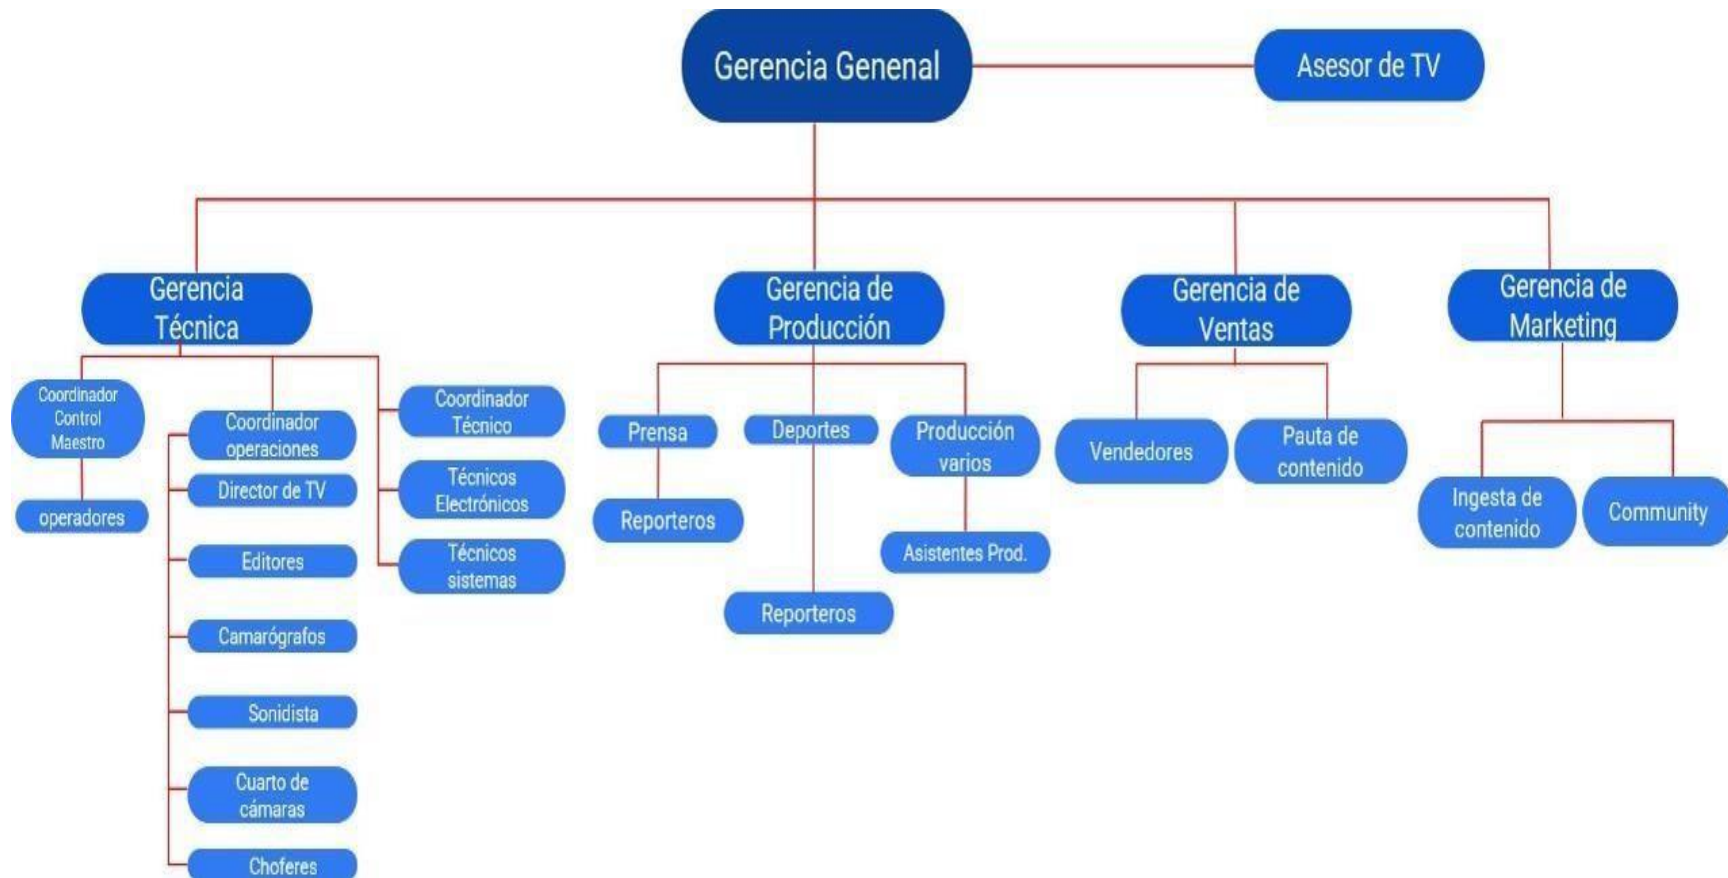 Gerencia Genenal
Asesor de TV
Gerencia
Técnica
Gerencia de
Producción
Gerencia de
Ventas
Gerencia de
Marketing
Coordinador
Control
Maestro
operadores
Coordinador
operaciones
Director de TV
Editores
Camarógrafos
Sonidista
Cuarto de
cámaras
Choferes
Coordinador
Técnico
Técnicos
Electrónicos
Técnicos
sistemas
Prensa
Reporteros
Deportes
Reporteros
Producción
varios
Asistentes Prod.
Vendedores
Pauta de
contenido
Ingesta de
contenido
Community